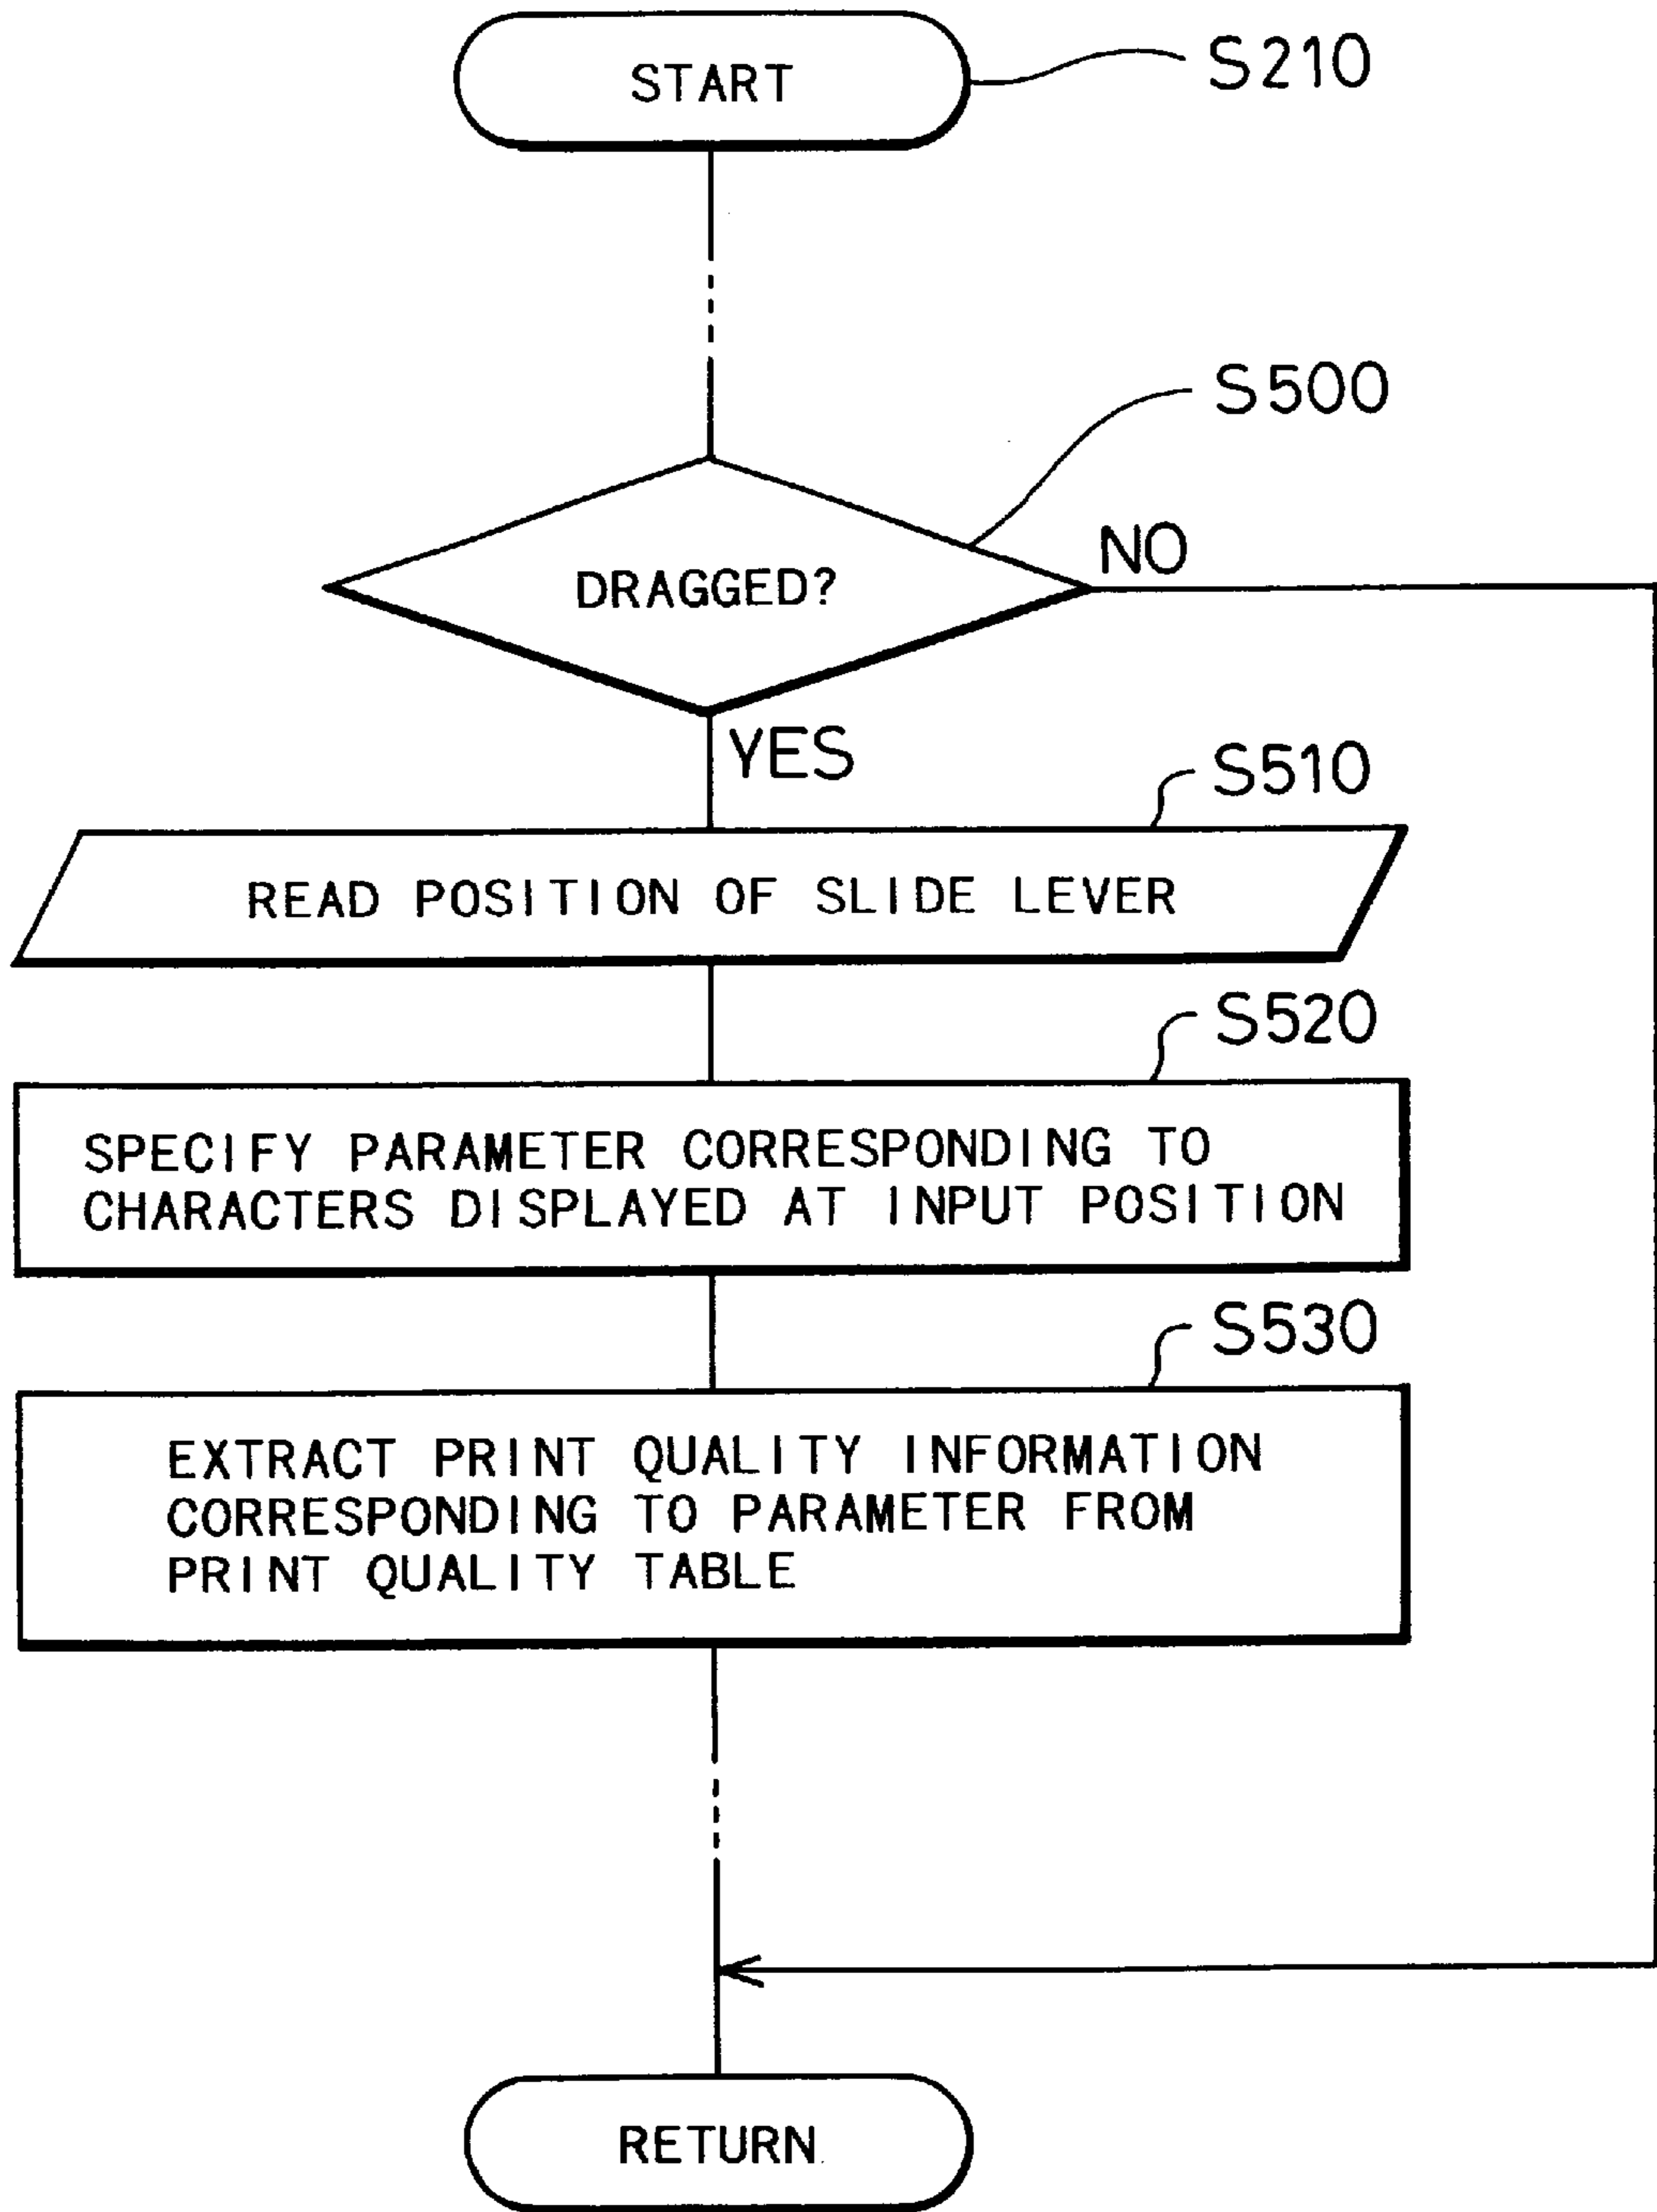 START
S210
S500
DRAGGED?
NO
YES
S510
READ POSITION OF SLIDE LEVER
S520
SPECIFY PARAMETER CORRESPONDING TO
CHARACTERS DISPLAYED AT INPUT POSITION
S530
EXTRACT PRINT QUALITY INFORMATION
CORRESPONDING TO PARAMETER FROM
PRINT QUALITY TABLE
RETURN